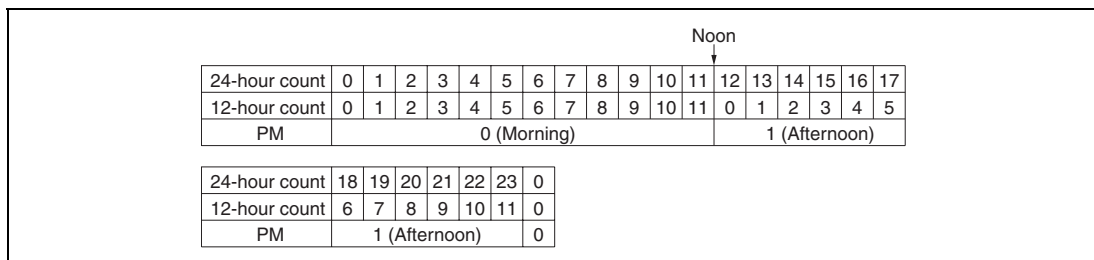 Noon
24-hour count 0 1 2 3 4 5 6 7 8 9 10 11 12 13 14 15 16 17
12-hour count 0 1 2 3 4 5 6 7 8 9 10 11 0 1 2 3 4 5
PM 0 (Morning) 1 (Afternoon)
24-hour count 18 19 20 21 22 23 0
12-hour count 6 7 8 9 10 11 0
PM 1 (Afternoon) 0